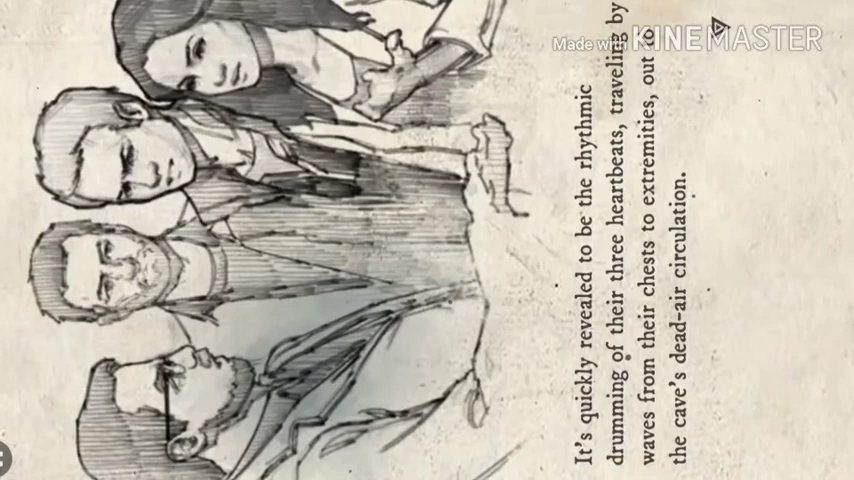 It's quickly revealed to be the rhythmic
drumming of their three heartbeats, traveling by
waves from their chests to extremities, out to
the cave's dead-air circulation.
Made with KINEMASTER